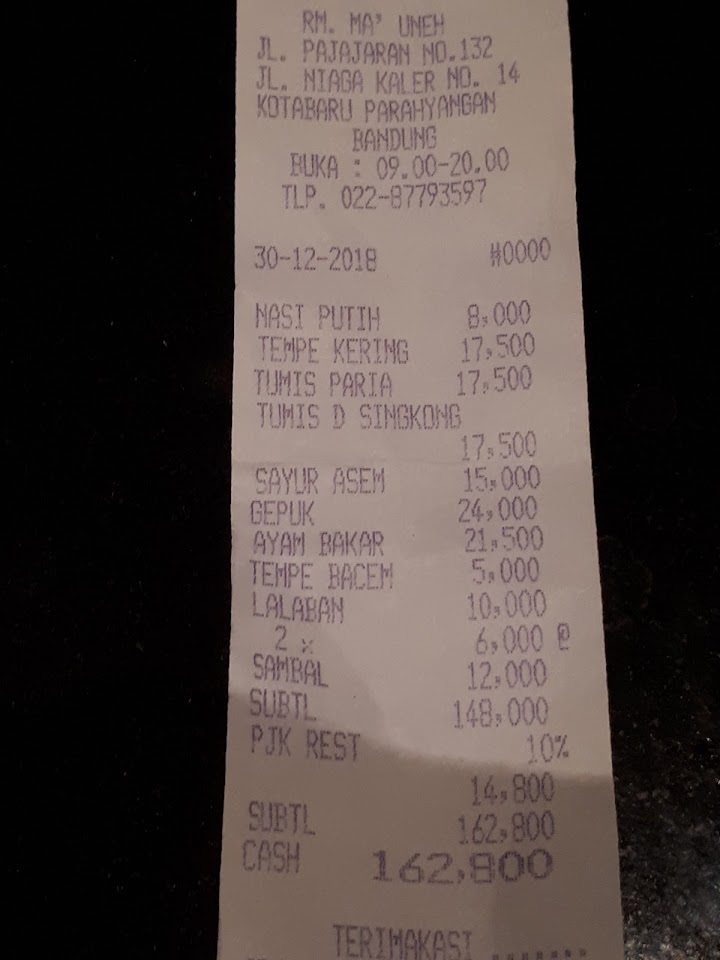 RM. MA' UNEH
JL. PAJAJARAN NO.132
JL. NIAGA KALER NO. 14
KOTABARU PARAHYANGAN
BANDUNG
BUKA : 09.00-20.00
TLP. 022-87793597
30-12-2018 #0000
NASI PUTIH 8,000
TEMPE KERING 17,500
TUMIS PARIA 17,500
TUMIS D SINGKONG
17,500
SAYUR ASEM 15,000
GEPUK 24,000
AYAM BAKAR 21,500
TEMPE BACEM 5,000
LALABAN 10,000
2 x 6,000 @
SAMBAL 12,000
SUBTL 148,000
PJK REST 10%
14,800
SUBTL 162,800
CASH 162,800
TERIMAKASI .......